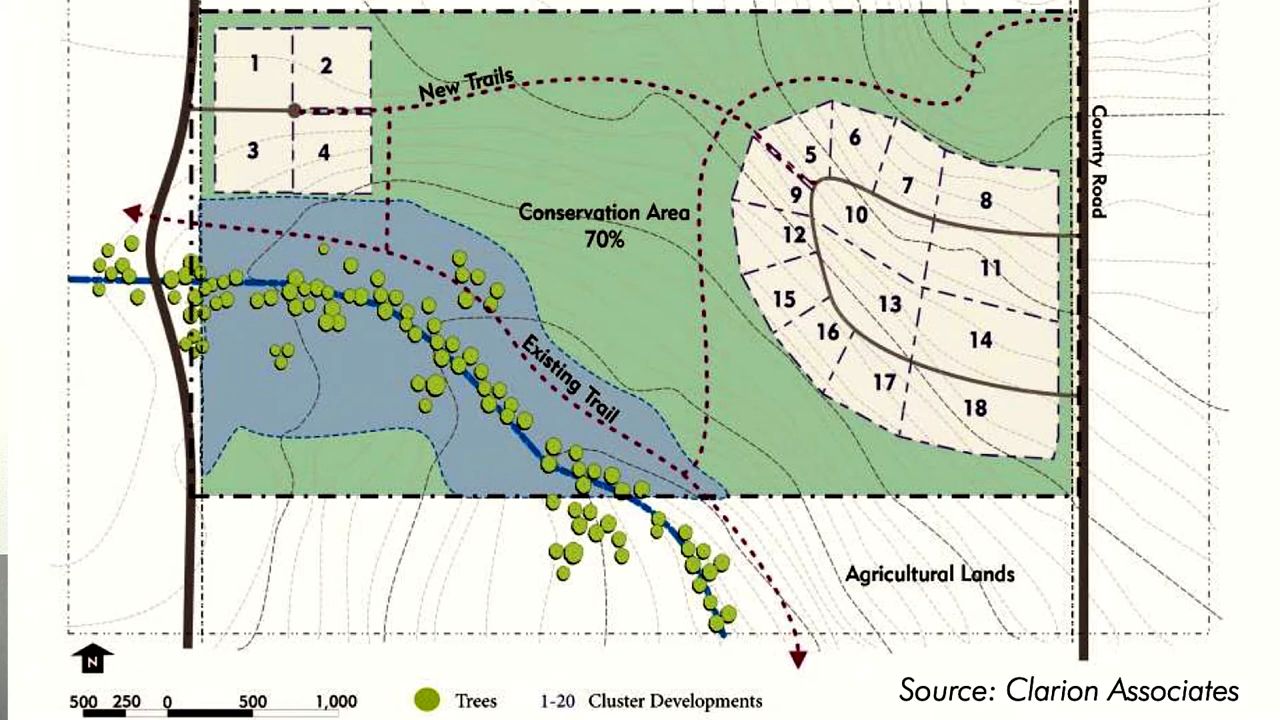 1
2
New Trails
3
4
5
6
7
8
9
10
11
12
13
14
15
16
17
18
Conservation Area
70%
County Road
Existing Trail
Agricultural Lands
N
500 250 0 500 1,000
Trees
1-20 Cluster Developments
Source: Clarion Associates